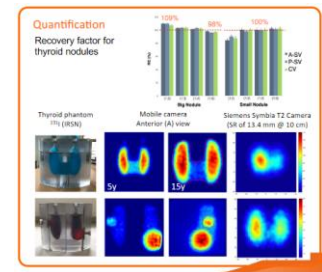 Quantification
Recovery factor for
thyroid nodules
109%
98%
100%
A-SV
P-SV
CV
Big Nodule
Small Nodule
Thyroid phantom
(IRSN)
Mobile camera
Anterior (A) view
Siemens Symbia T2 Camera
(SR of 13.4 mm @ 10 cm)
5y
15y